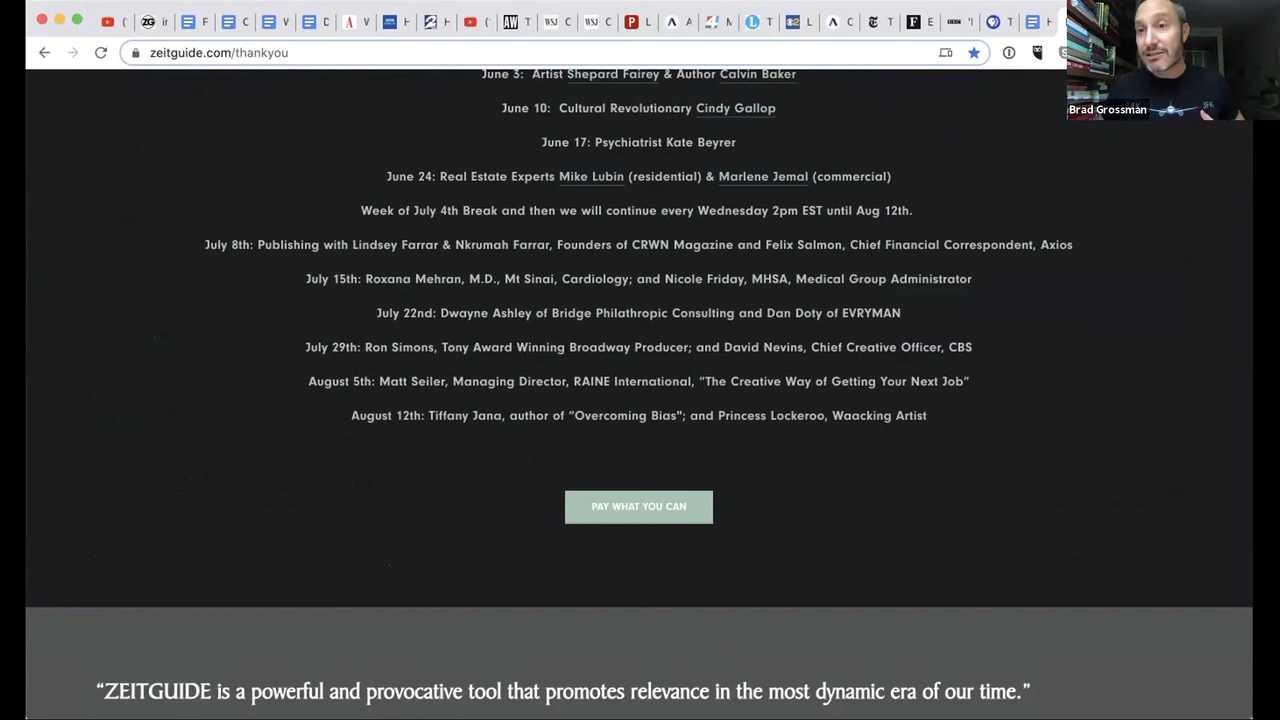 zeitguide.com/thankyou
Brad Grossman
June 3: Artist Shepard Fairey & Author Calvin Baker
June 10: Cultural Revolutionary Cindy Gallop
June 17: Psychiatrist Kate Beyrer
June 24: Real Estate Experts Mike Lubin (residential) & Marlene Jemal (commercial)
Week of July 4th Break and then we will continue every Wednesday 2pm EST until Aug 12th.
July 8th: Publishing with Lindsey Farrar & Nkrumah Farrar, Founders of CRWN Magazine and Felix Salmon, Chief Financial Correspondent, Axios
July 15th: Roxana Mehran, M.D., Mt Sinai, Cardiology; and Nicole Friday, MHSA, Medical Group Administrator
July 22nd: Dwayne Ashley of Bridge Philathropic Consulting and Dan Doty of EVRYMAN
July 29th: Ron Simons, Tony Award Winning Broadway Producer; and David Nevins, Chief Creative Officer, CBS
August 5th: Matt Seiler, Managing Director, RAINE International, “The Creative Way of Getting Your Next Job”
August 12th: Tiffany Jana, author of “Overcoming Bias"; and Princess Lockeroo, Waacking Artist
PAY WHAT YOU CAN
“ZEITGUIDE is a powerful and provocative tool that promotes relevance in the most dynamic era of our time.”